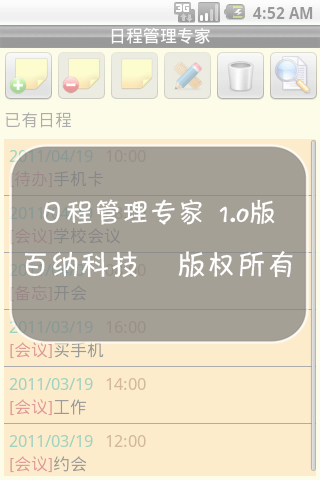 3G
4:52 AM
日程管理专家
已有日程
2011/04/19 10:00
[待办]手机卡
日程管理专家 1.0版
[会议]学校会议
百纳科技 版权所有
[备忘]开会
16:00
[会议]买手机
2011/03/19 14:00
[会议]工作
2011/03/19 12:00
[会议]约会